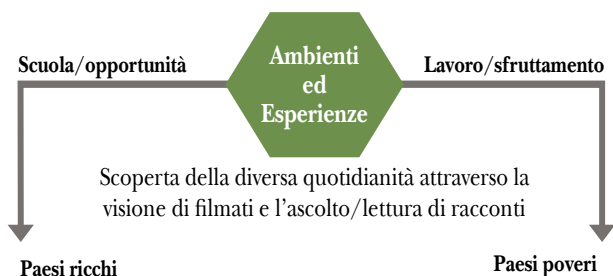 Scuola/opportunità
Ambienti
ed
Esperienze
Lavoro/sfruttamento
Scoperta della diversa quotidianità attraverso la
visione di filmati e l'ascolto/lettura di racconti
Paesi ricchi
Paesi poveri